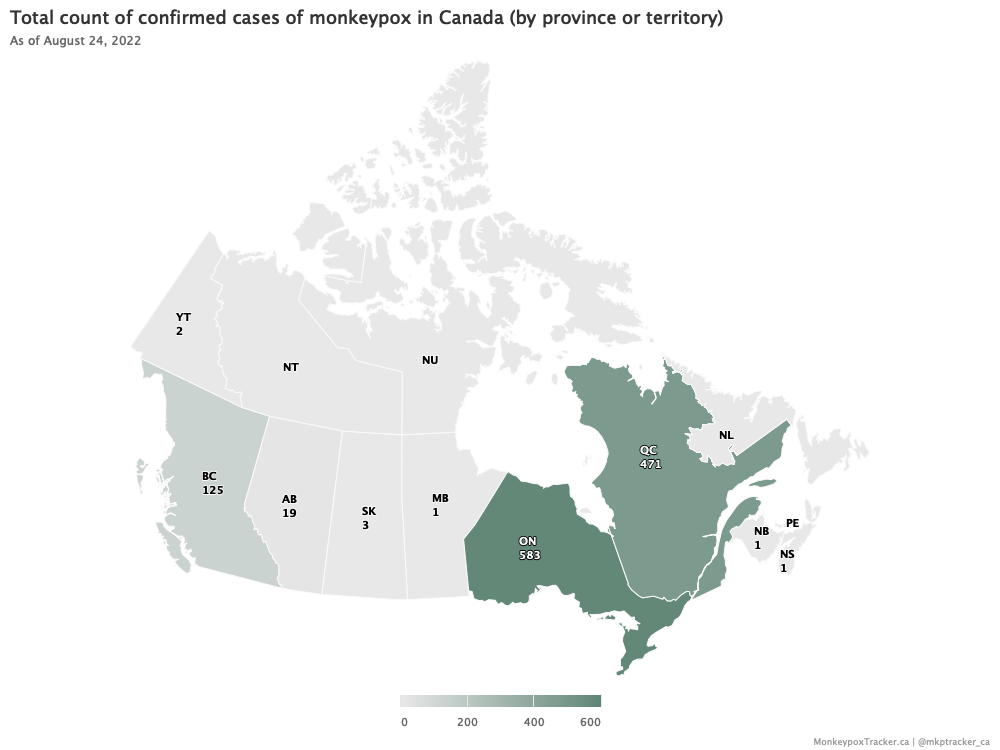 Total count of confirmed cases of monkeypox in Canada (by province or territory)
As of August 24, 2022
YT
2
NT
NU
BC
125
AB
19
SK
3
MB
1
ON
583
QC
471
NL
NB
1
PE
NS
1
0 200 400 600
MonkeypoxTracker.ca | @mkptracker_ca